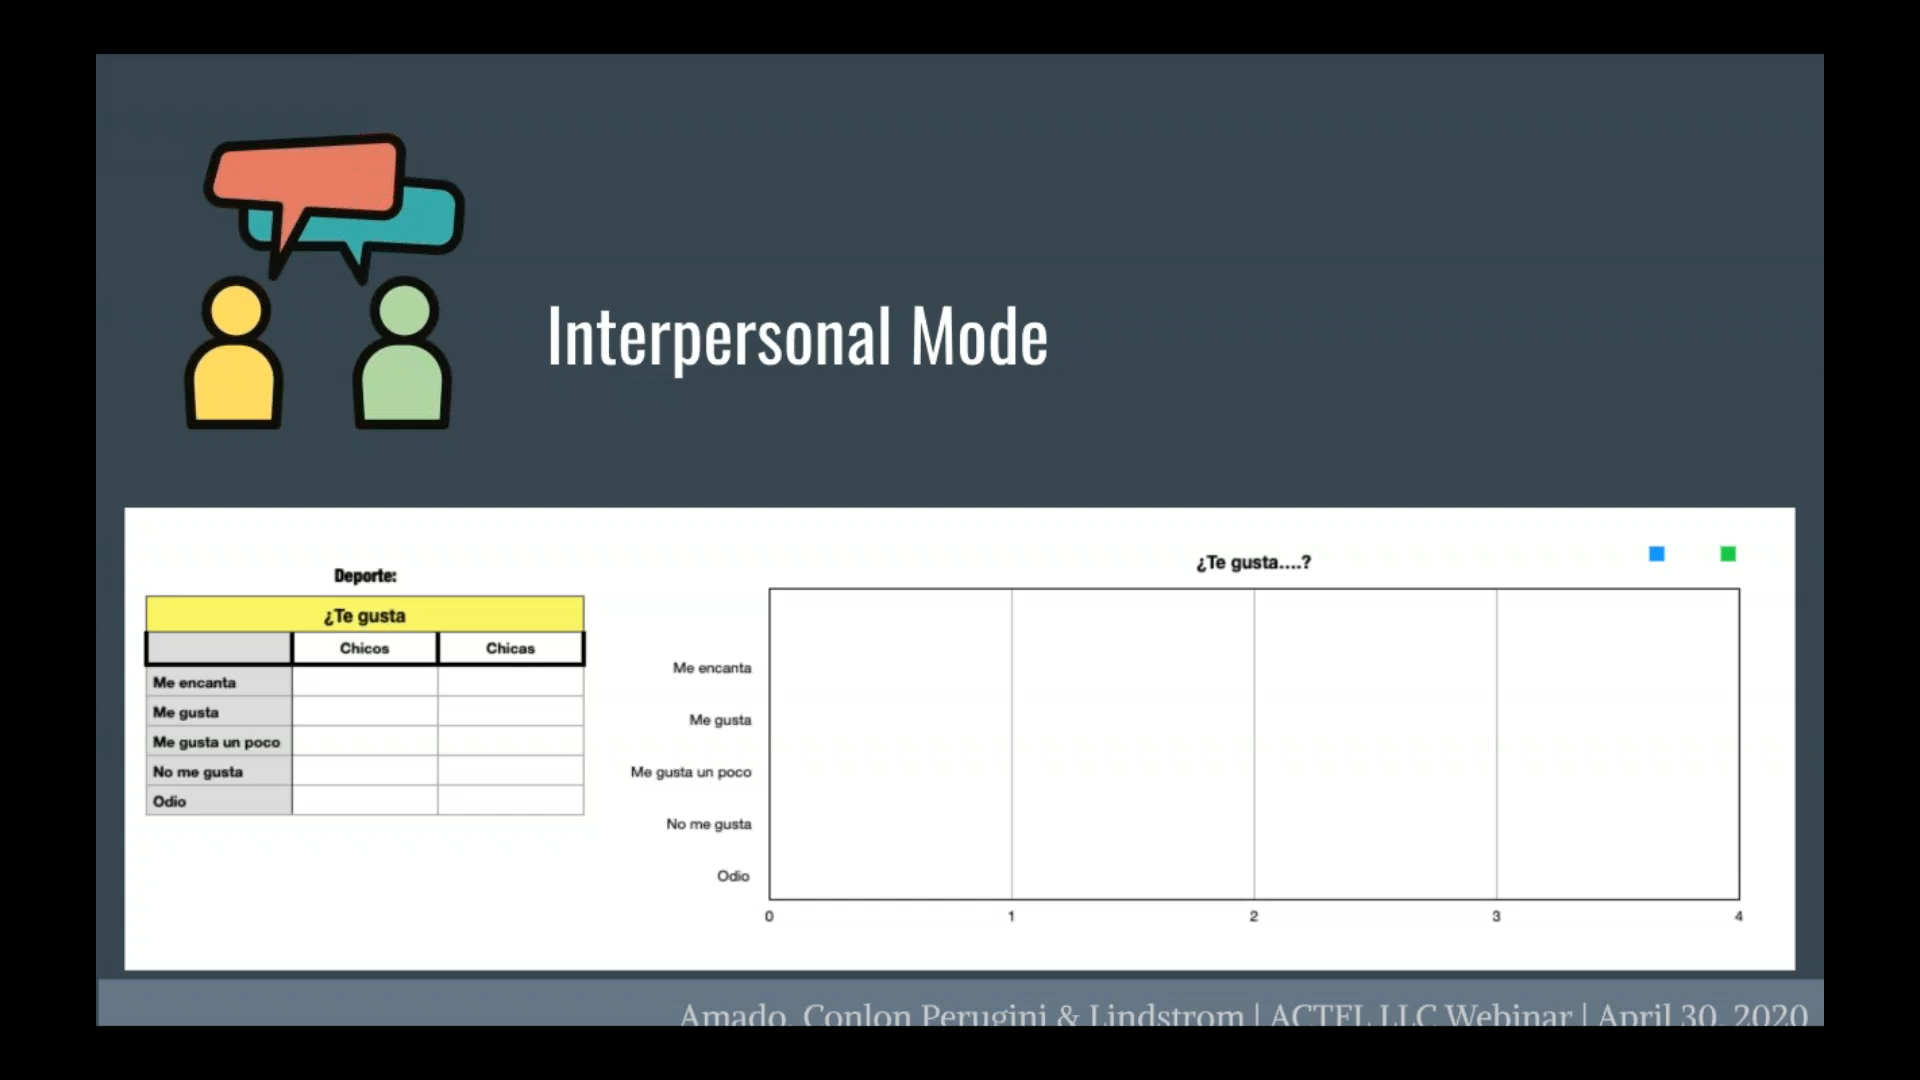 Interpersonal Mode
Deporte:
¿Te gusta
Chicos Chicas
Me encanta
Me gusta
Me gusta un poco
No me gusta
Odio
¿Te gusta....?
Me encanta
Me gusta
Me gusta un poco
No me gusta
Odio
0 1 2 3 4
Amado, Conlon Perugini & Lindstrom | ACTFL LLC Webinar | April 30, 2020